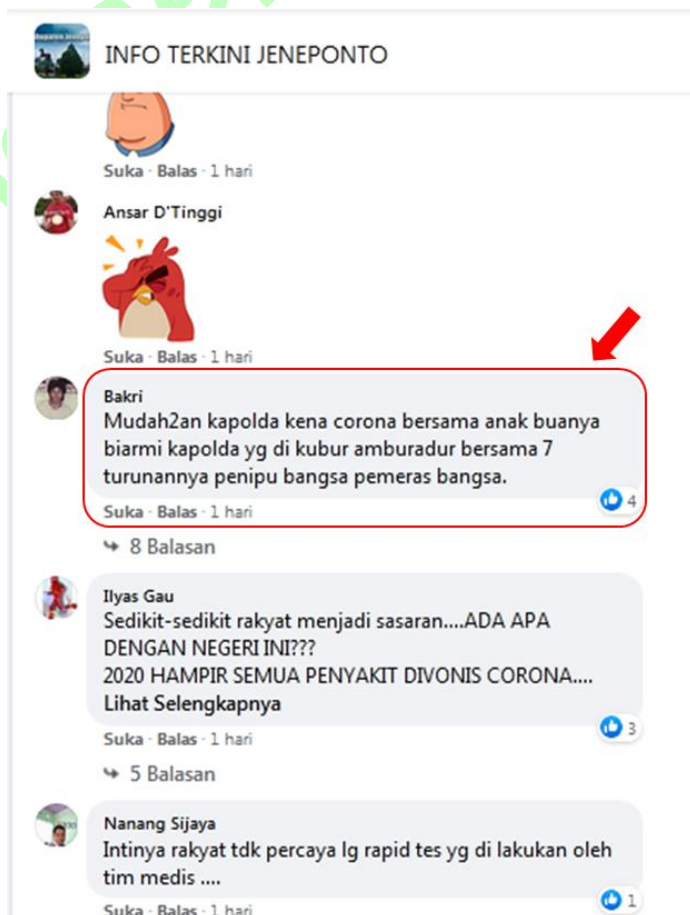 INFO TERKINI JENEPONTO
Suka · Balas · 1 hari
Ansar D'Tinggi
Suka · Balas · 1 hari
Bakri
Mudah2an kapolda kena corona bersama anak buanya
biarmi kapolda yg di kubur amburadur bersama 7
turunannya penipu bangsa pemeras bangsa.
4
Suka · Balas · 1 hari
8 Balasan
Ilyas Gau
Sedikit-sedikit rakyat menjadi sasaran....ADA APA
DENGAN NEGERI INI???
2020 HAMPIR SEMUA PENYAKIT DIVONIS CORONA....
Lihat Selengkapnya
3
Suka · Balas · 1 hari
5 Balasan
Nanang Sijaya
Intinya rakyat tdk percaya lg rapid tes yg di lakukan oleh
tim medis ....
1
Suka · Balas · 1 hari